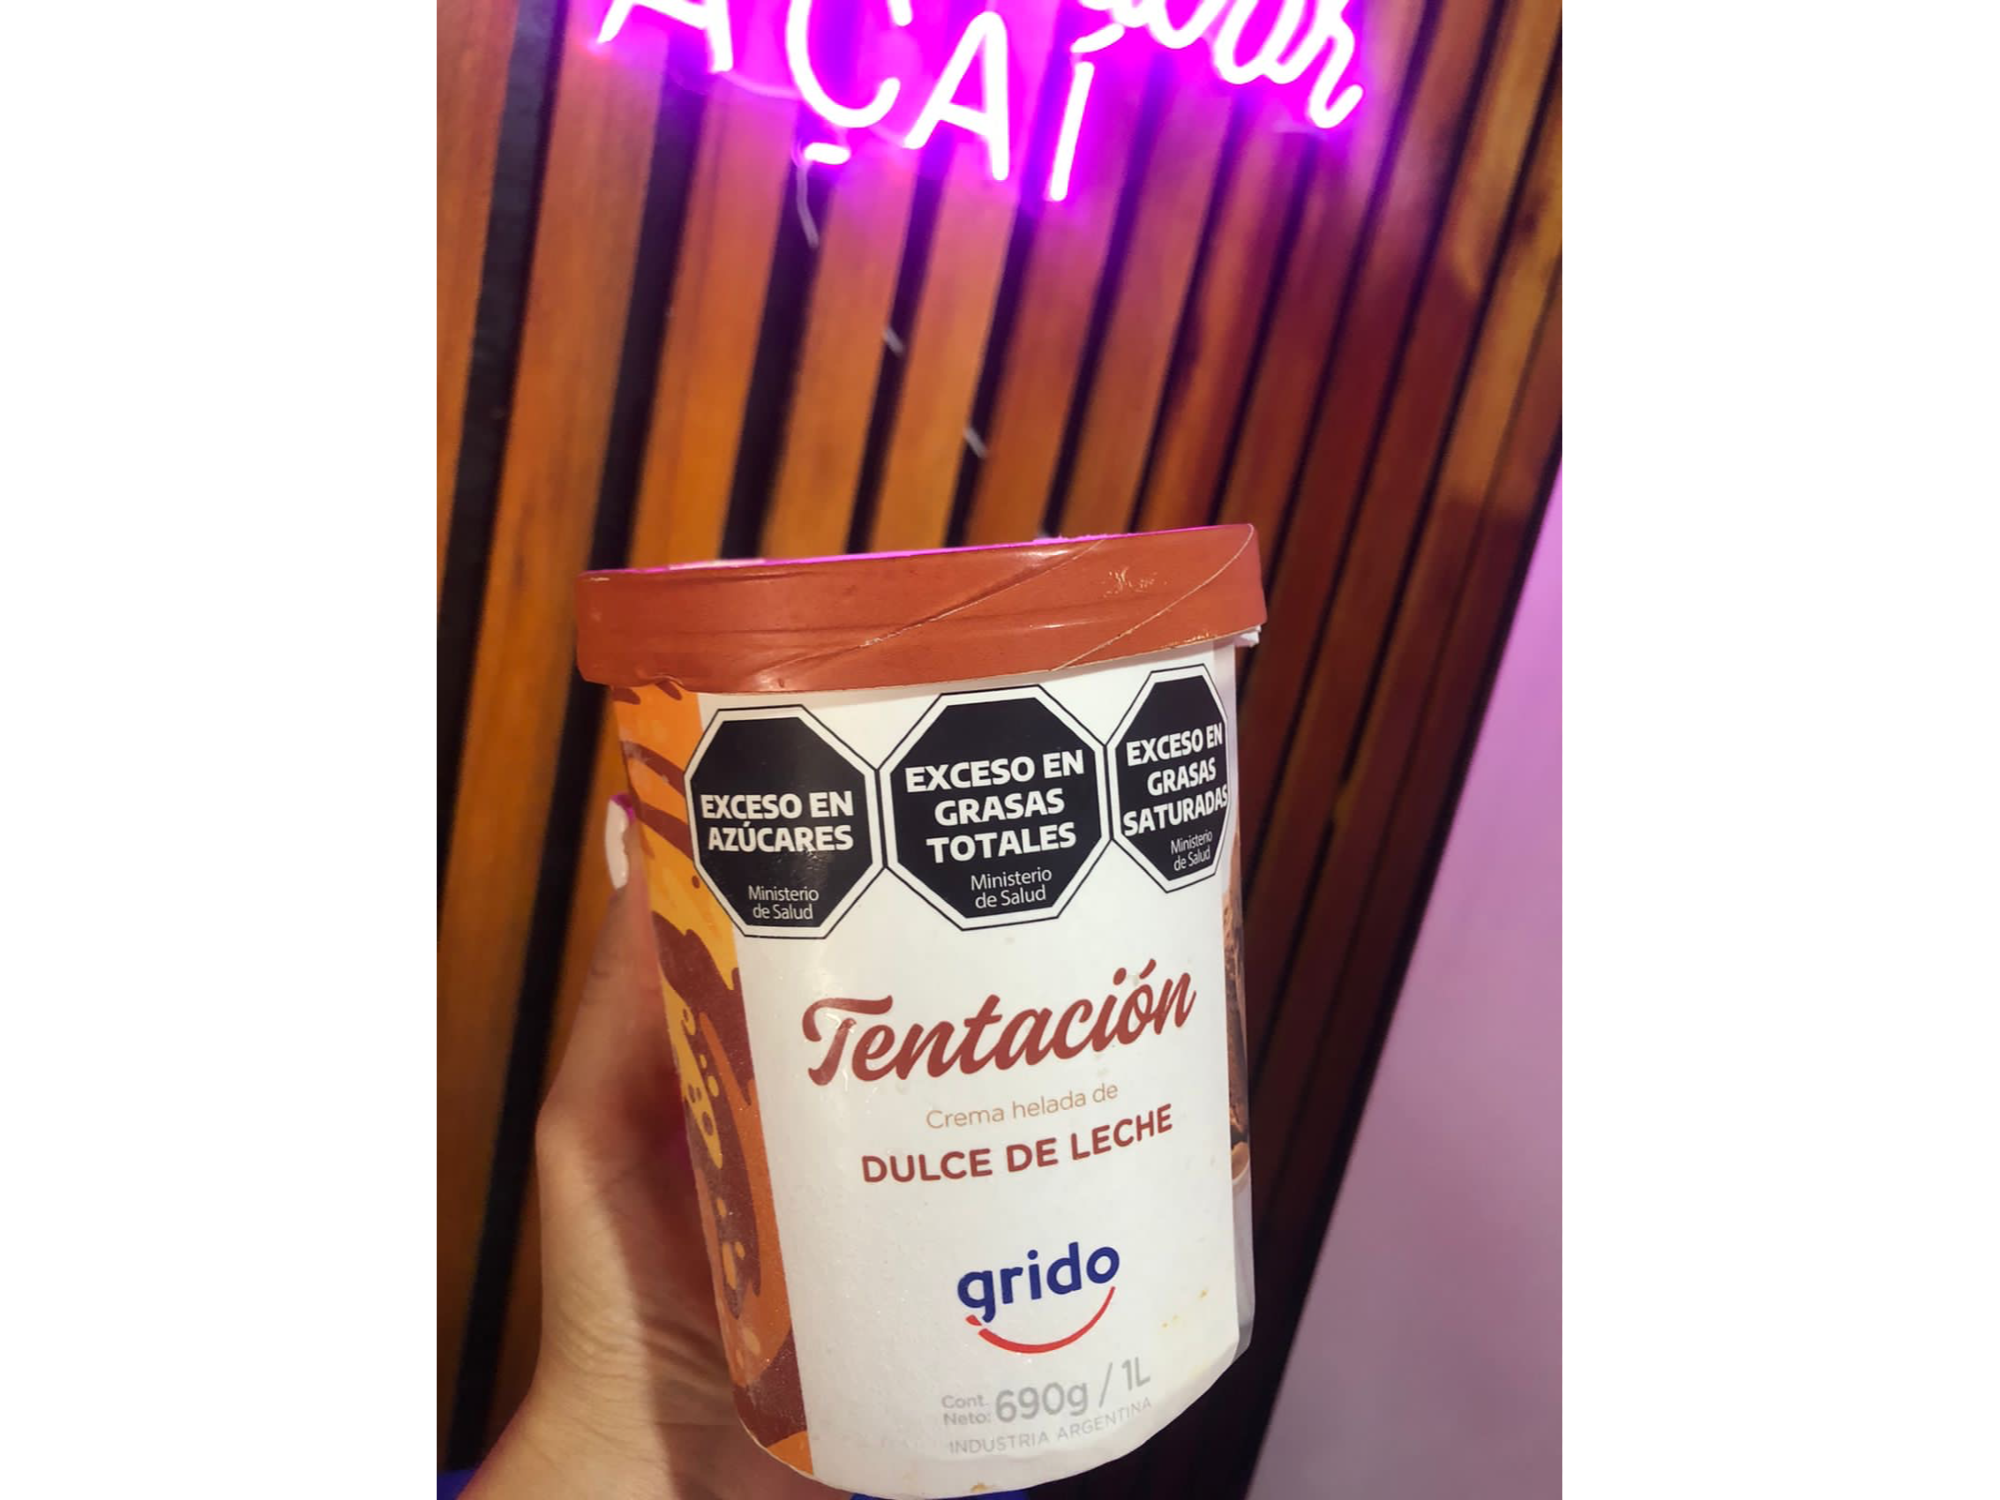 AÇAÍ
EXCESO EN
AZÚCARES
Ministerio
de Salud
EXCESO EN
GRASAS
TOTALES
Ministerio
de Salud
EXCESO EN
GRASAS
SATURADAS
Ministerio
de Salud
Tentación
Crema helada de
DULCE DE LECHE
grido
Cont.
Neto: 690g / 1L
INDUSTRIA ARGENTINA